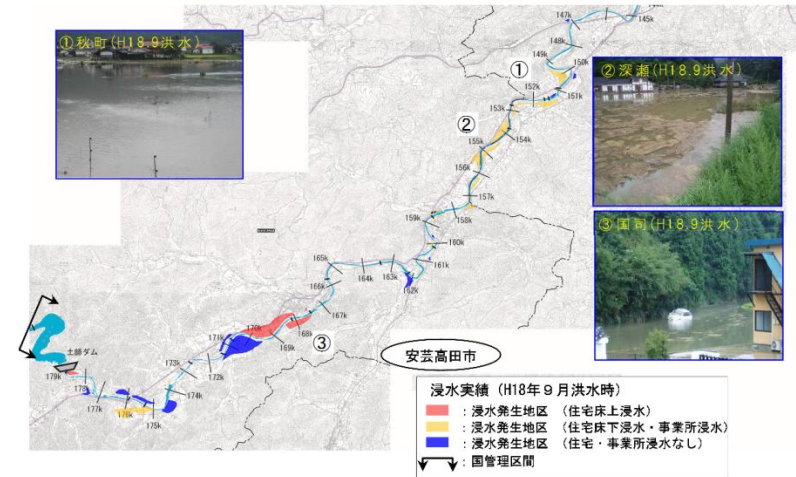 ①秋町(H18.9洪水)
②深瀬(H18.9洪水)
③国司(H18.9洪水)
147k
145k
148k
149k
①
150k
151k
152k
153k
②
154k
155k
156k
157k
158k
159k
160k
161k
162k
163k
164k
165k
166k
167k
168k
169k
170k
171k
③
172k
173k
174k
175k
176k
177k
178k
179k
土師ダム
安芸高田市
浸水実績 (H18年9月洪水時)
：浸水発生地区 (住宅床上浸水)
：浸水発生地区 (住宅床下浸水・事業所浸水)
：浸水発生地区 (住宅・事業所浸水なし)
：国管理区間